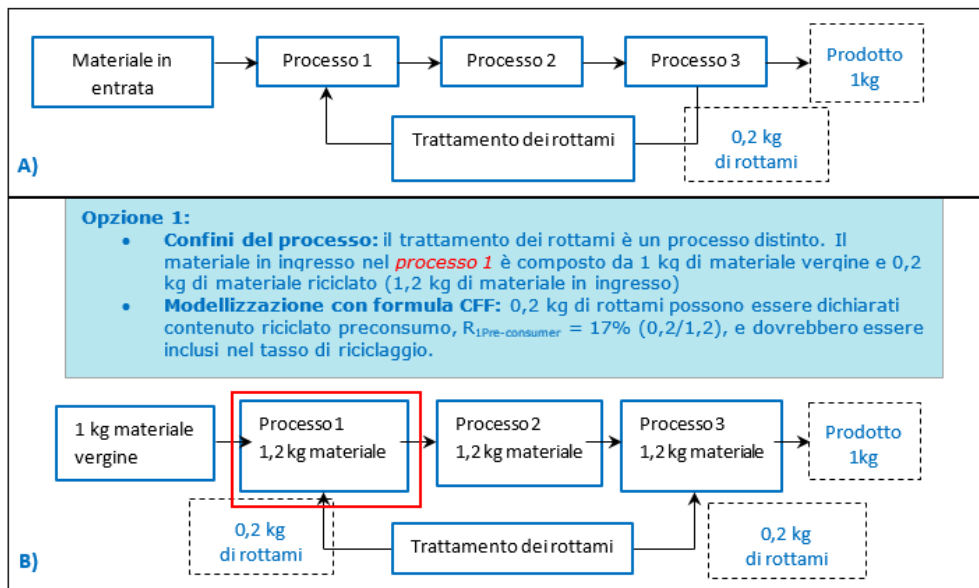 Materiale in
entrata
Processo 1
Processo 2
Processo 3
Prodotto
1kg
Trattamento dei rottami
0,2 kg
di rottami
A)
Opzione 1:
• Confini del processo: il trattamento dei rottami è un processo distinto. Il
materiale in ingresso nel processo 1 è composto da 1 kg di materiale vergine e 0,2
kg di materiale riciclato (1,2 kg di materiale in ingresso)
• Modellizzazione con formula CFF: 0,2 kg di rottami possono essere dichiarati
contenuto riciclato preconsumo, R1Pre-consumer = 17% (0,2/1,2), e dovrebbero essere
inclusi nel tasso di riciclaggio.
1 kg materiale
vergine
Processo 1
1,2 kg materiale
Processo 2
1,2 kg materiale
Processo 3
1,2 kg materiale
Prodotto
1kg
0,2 kg
di rottami
Trattamento dei rottami
0,2 kg
di rottami
B)